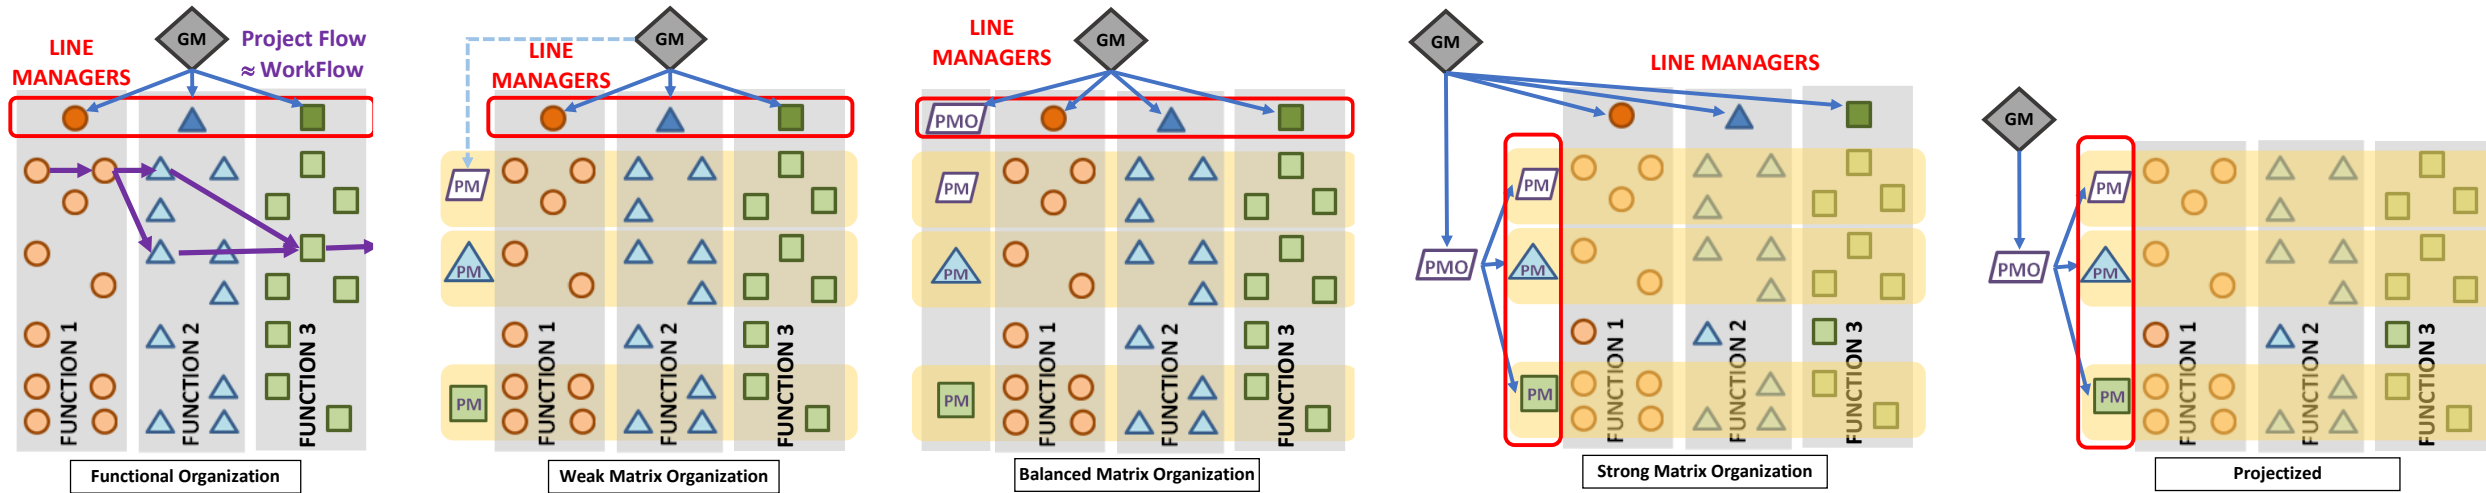 GM
Project Flow
≈ WorkFlow
LINE
MANAGERS
FUNCTION 1
FUNCTION 2
FUNCTION 3
Functional Organization
GM
LINE
MANAGERS
PM
PM
PM
FUNCTION 1
FUNCTION 2
FUNCTION 3
Weak Matrix Organization
LINE
MANAGERS
GM
PMO
PM
PM
PM
FUNCTION 1
FUNCTION 2
FUNCTION 3
Balanced Matrix Organization
GM
LINE MANAGERS
PMO
PM
PM
PM
FUNCTION 1
FUNCTION 2
FUNCTION 3
Strong Matrix Organization
GM
PMO
PM
PM
PM
FUNCTION 1
FUNCTION 2
FUNCTION 3
Projectized